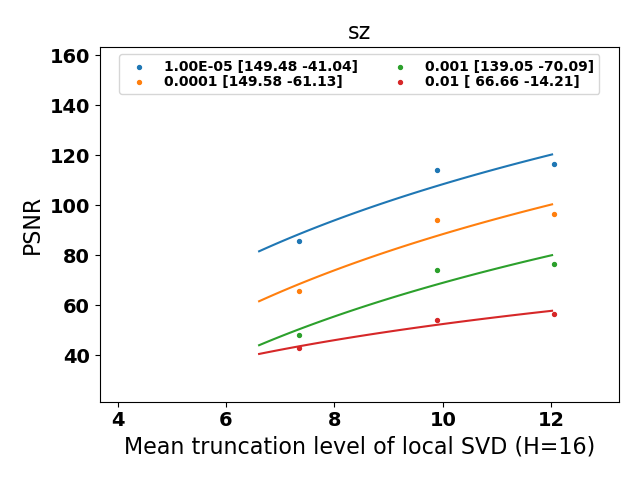 sz
160
1.00E-05 [149.48 -41.04]
0.0001 [149.58 -61.13]
0.001 [139.05 -70.09]
0.01 [ 66.66 -14.21]
140
120
100
80
60
40
PSNR
4 6 8 10 12
Mean truncation level of local SVD (H=16)